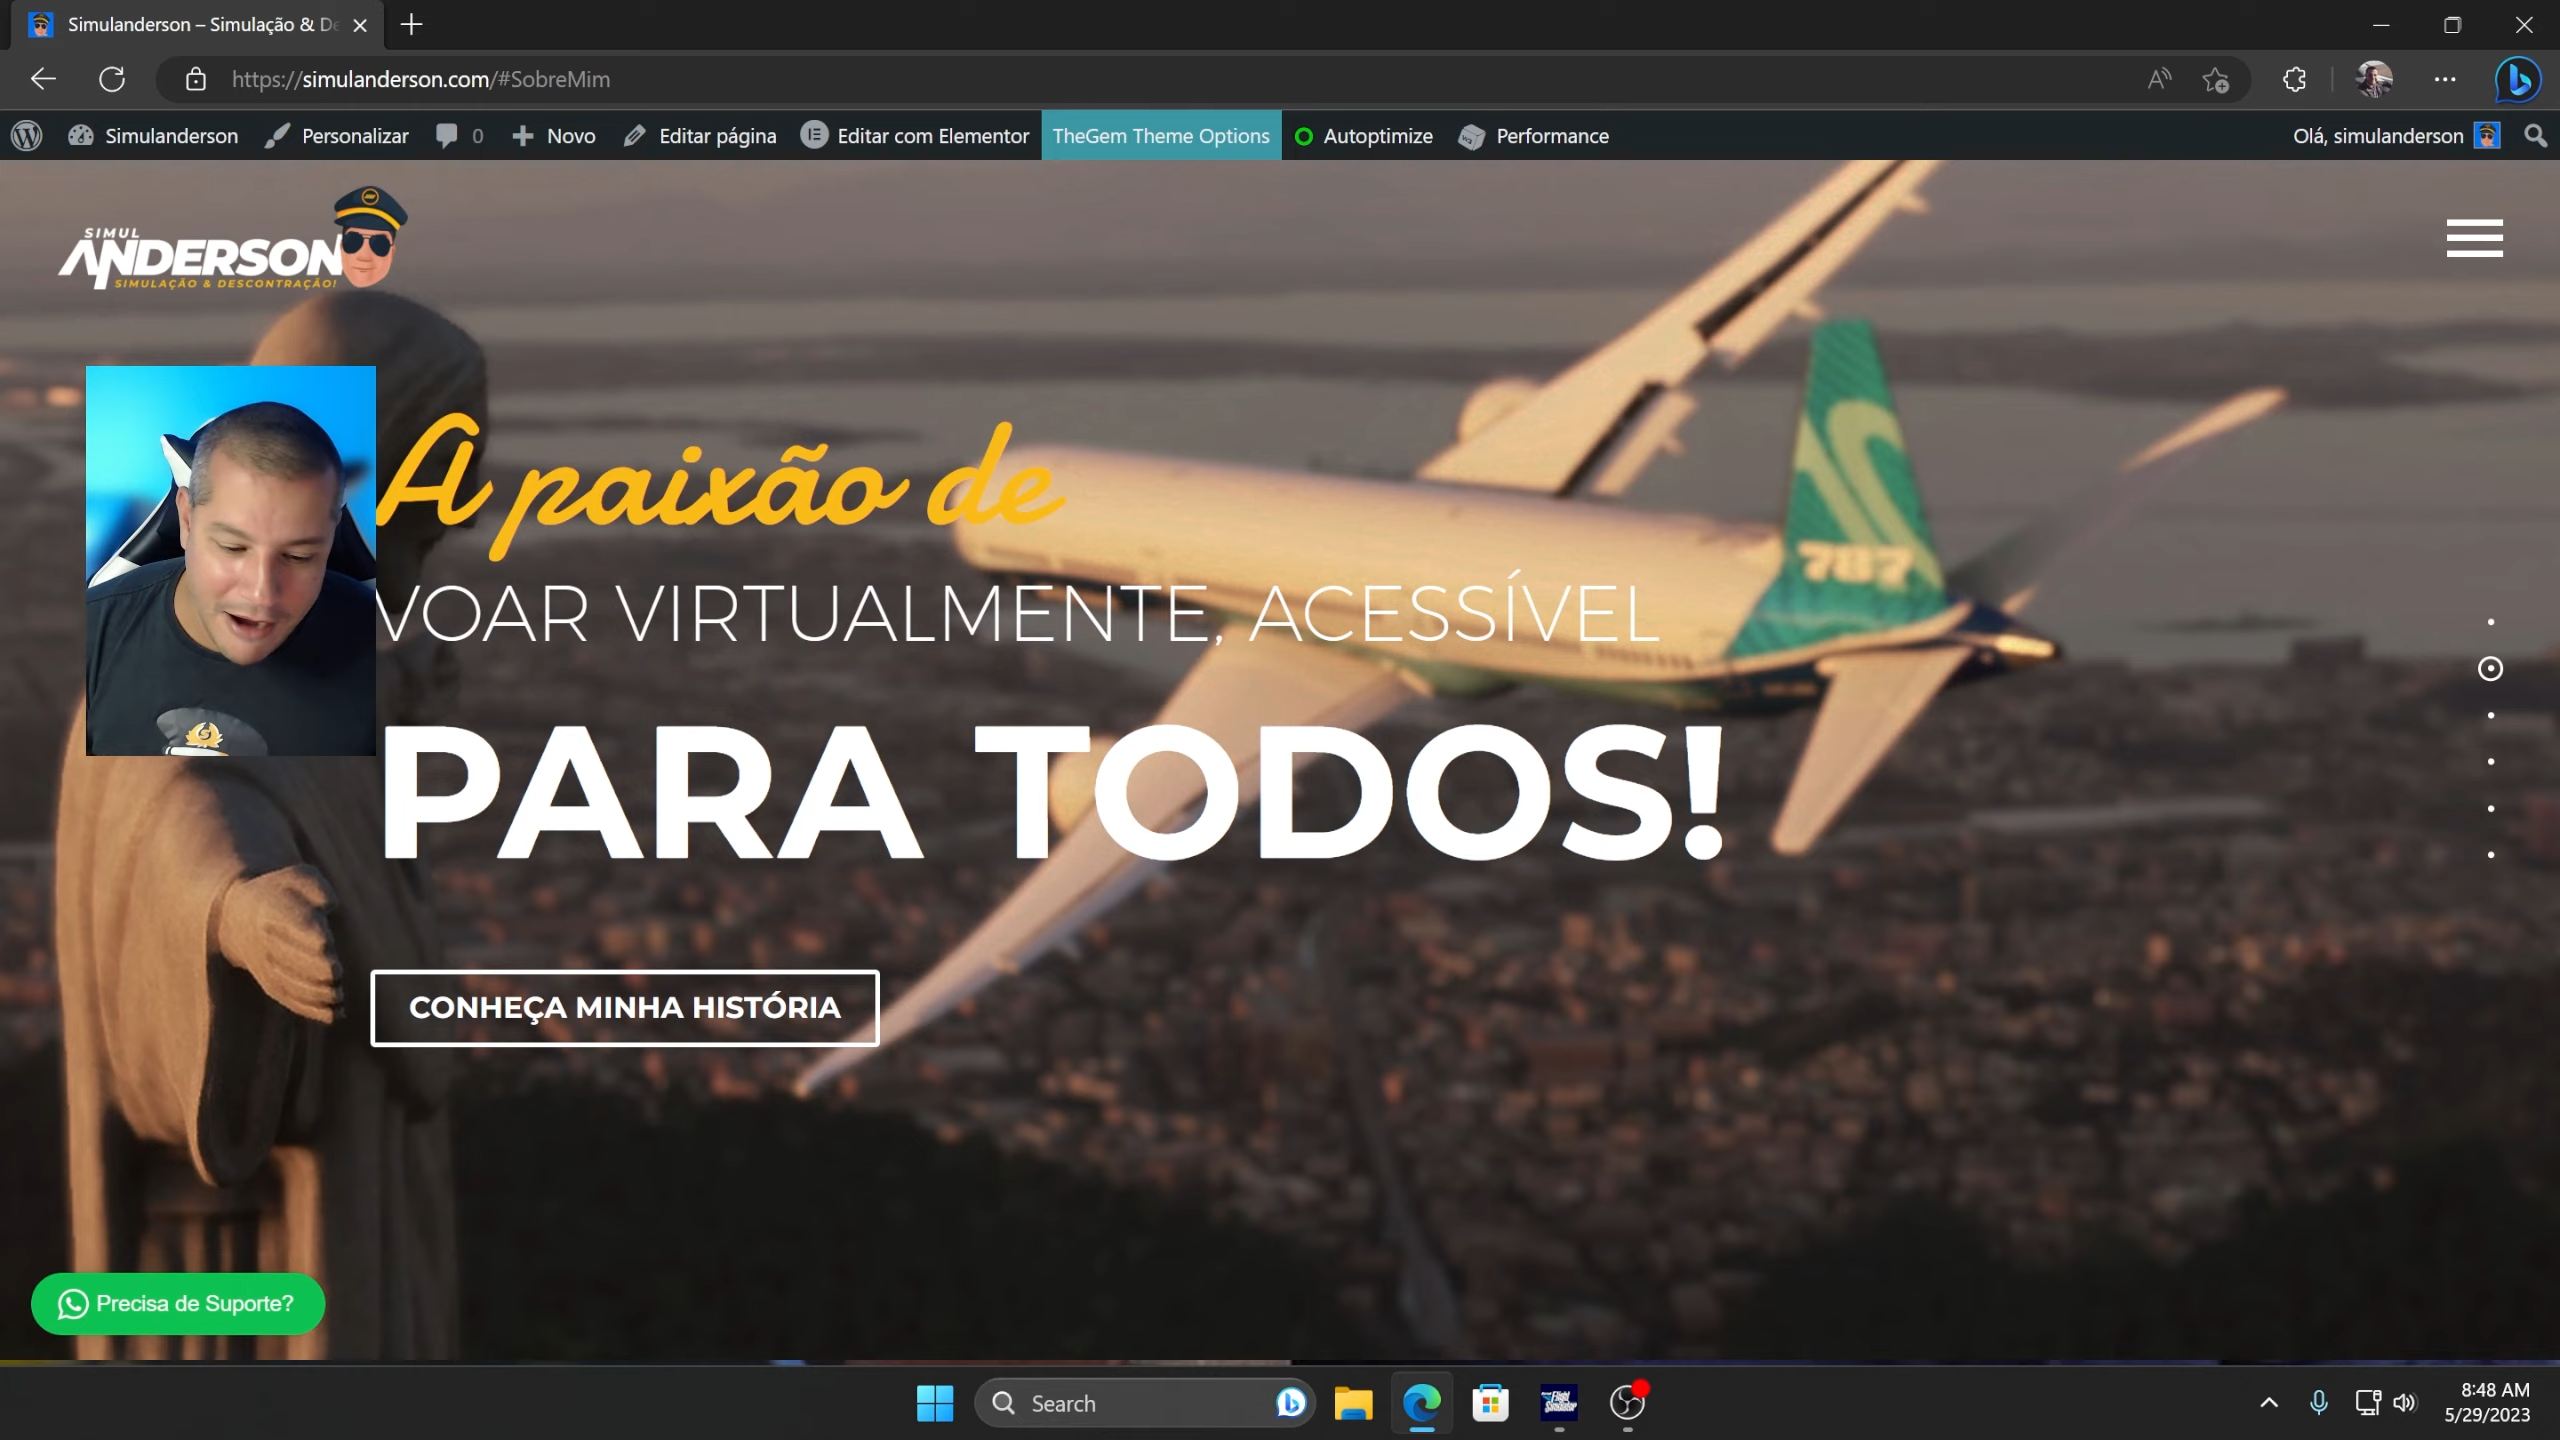 Simulanderson – Simulação & De
https://simulanderson.com/#SobreMim
Simulanderson Personalizar 0 Novo Editar página Editar com Elementor TheGem Theme Options Autoptimize Performance Olá, simulanderson
SIMUL
ANDERSON
SIMULAÇÃO & DESCONTRAÇÃO!
A paixão de
VOAR VIRTUALMENTE, ACESSÍVEL
787
PARA TODOS!
CONHEÇA MINHA HISTÓRIA
Precisa de Suporte?
Search
Flight Simulator
8:48 AM
5/29/2023